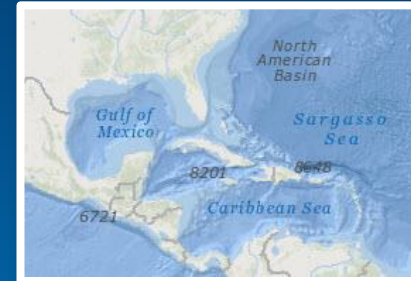 North
American
Basin
Gulf of
Mexico
Sargasso
Sea
8201
8648
6721
Caribbean Sea